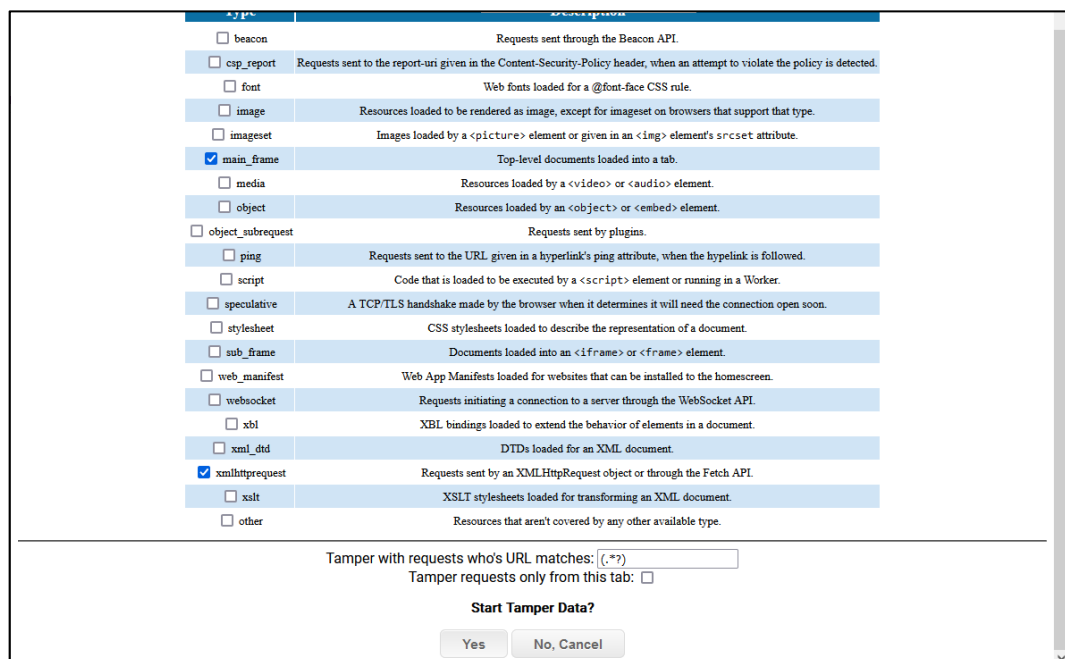 Type Description
beacon Requests sent through the Beacon API.
csp_report Requests sent to the report-uri given in the Content-Security-Policy header, when an attempt to violate the policy is detected.
font Web fonts loaded for a @font-face CSS rule.
image Resources loaded to be rendered as image, except for imageset on browsers that support that type.
imageset Images loaded by a <picture> element or given in an <img> element's srcset attribute.
main_frame Top-level documents loaded into a tab.
media Resources loaded by a <video> or <audio> element.
object Resources loaded by an <object> or <embed> element.
object_subrequest Requests sent by plugins.
ping Requests sent to the URL given in a hyperlink's ping attribute, when the hypelink is followed.
script Code that is loaded to be executed by a <script> element or running in a Worker.
speculative A TCP/TLS handshake made by the browser when it determines it will need the connection open soon.
stylesheet CSS stylesheets loaded to describe the representation of a document.
sub_frame Documents loaded into an <iframe> or <frame> element.
web_manifest Web App Manifests loaded for websites that can be installed to the homescreen.
websocket Requests initiating a connection to a server through the WebSocket API.
xbl XBL bindings loaded to extend the behavior of elements in a document.
xml_dtd DTDs loaded for an XML document.
xmlhttprequest Requests sent by an XMLHttpRequest object or through the Fetch API.
xslt XSLT stylesheets loaded for transforming an XML document.
other Resources that aren't covered by any other available type.
Tamper with requests who's URL matches: (.*?)
Tamper requests only from this tab:
Start Tamper Data?
Yes No, Cancel